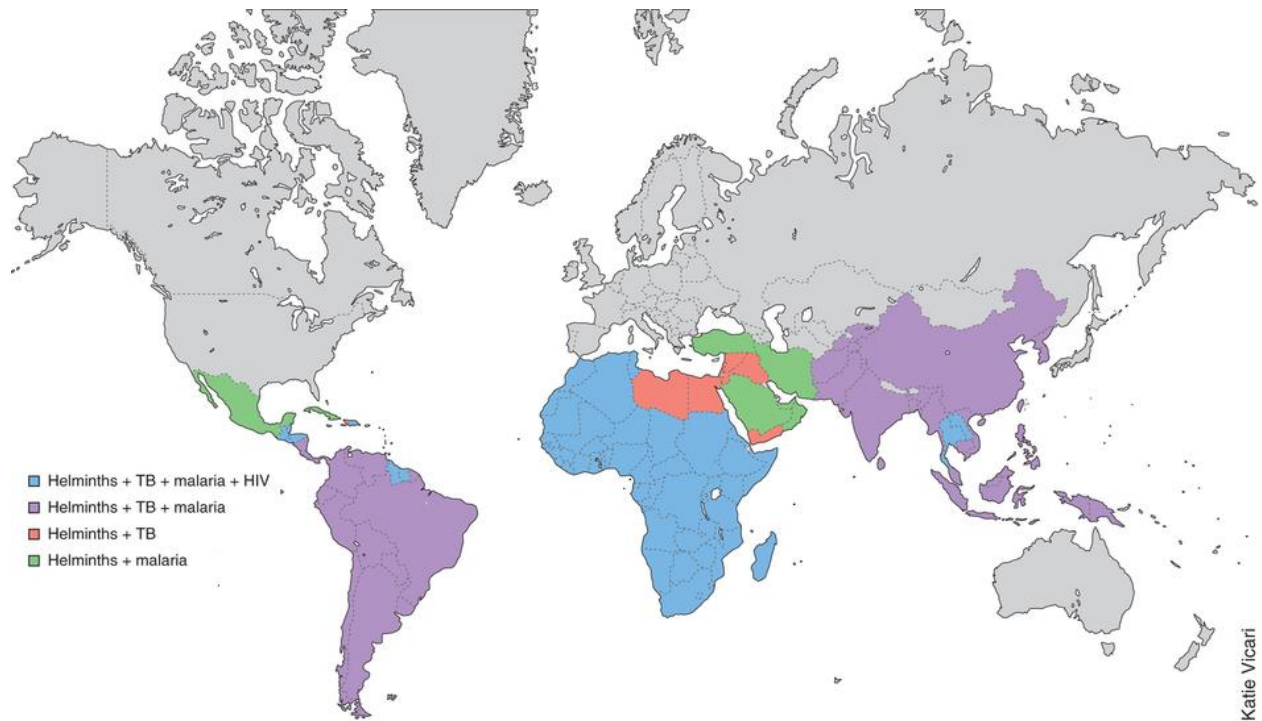 Helminths + TB + malaria + HIV
Helminths + TB + malaria
Helminths + TB
Helminths + malaria
Katie Vicari